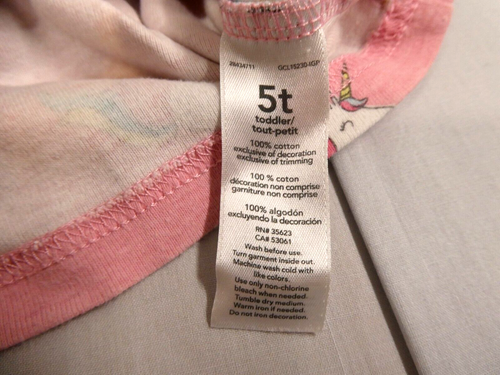 5t
toddler/
tout-petit
100% cotton
exclusive of decoration
exclusive of trimming
100 % coton
décoration non comprise
garniture non comprise
100% algodón
excluyendo la decoración
RN# 35623
CA# 53061
Wash before use.
Turn garment inside out.
Machine wash cold with
like colors.
Use only non-chlorine
bleach when needed.
Tumble dry medium.
Warm iron if needed.
Do not iron decoration.